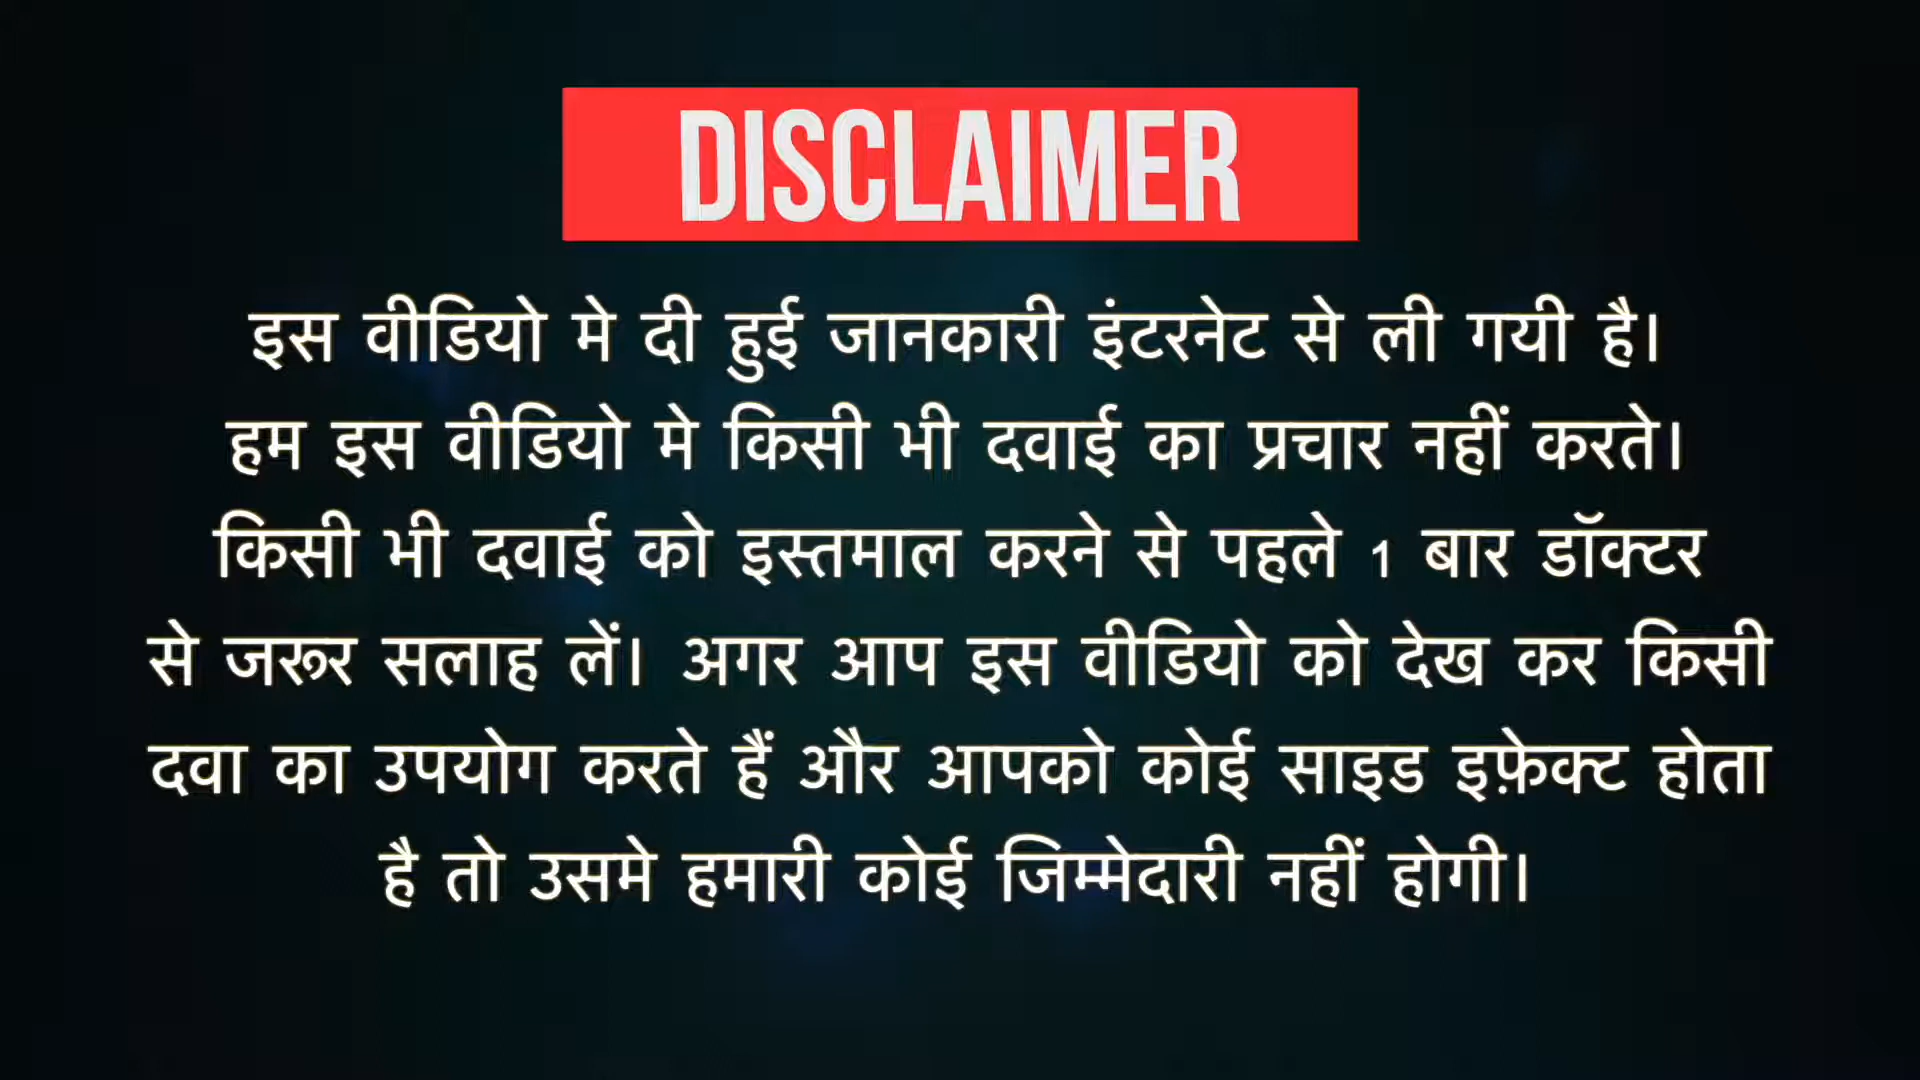 DISCLAIMER
इस वीडियो मे दी हुई जानकारी इंटरनेट से ली गयी है।
हम इस वीडियो मे किसी भी दवाई का प्रचार नहीं करते।
किसी भी दवाई को इस्तमाल करने से पहले 1 बार डॉक्टर
से जरूर सलाह लें। अगर आप इस वीडियो को देख कर किसी
दवा का उपयोग करते हैं और आपको कोई साइड इफ़ेक्ट होता
है तो उसमे हमारी कोई जिम्मेदारी नहीं होगी।